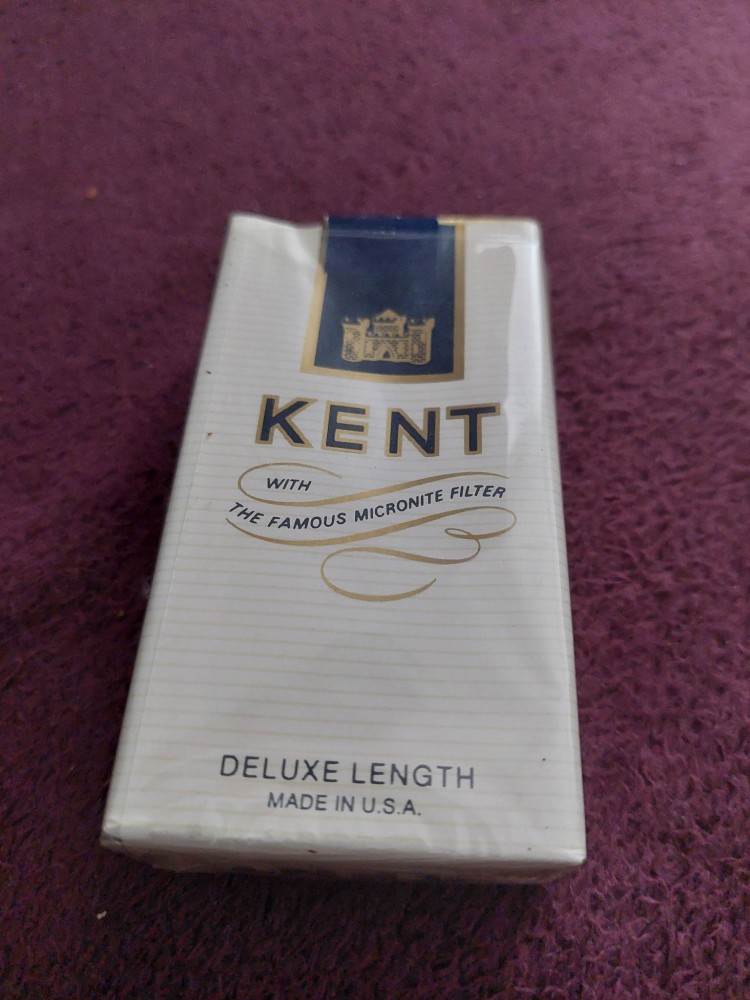 KENT
WITH
THE FAMOUS MICRONITE FILTER
DELUXE LENGTH
MADE IN U.S.A.